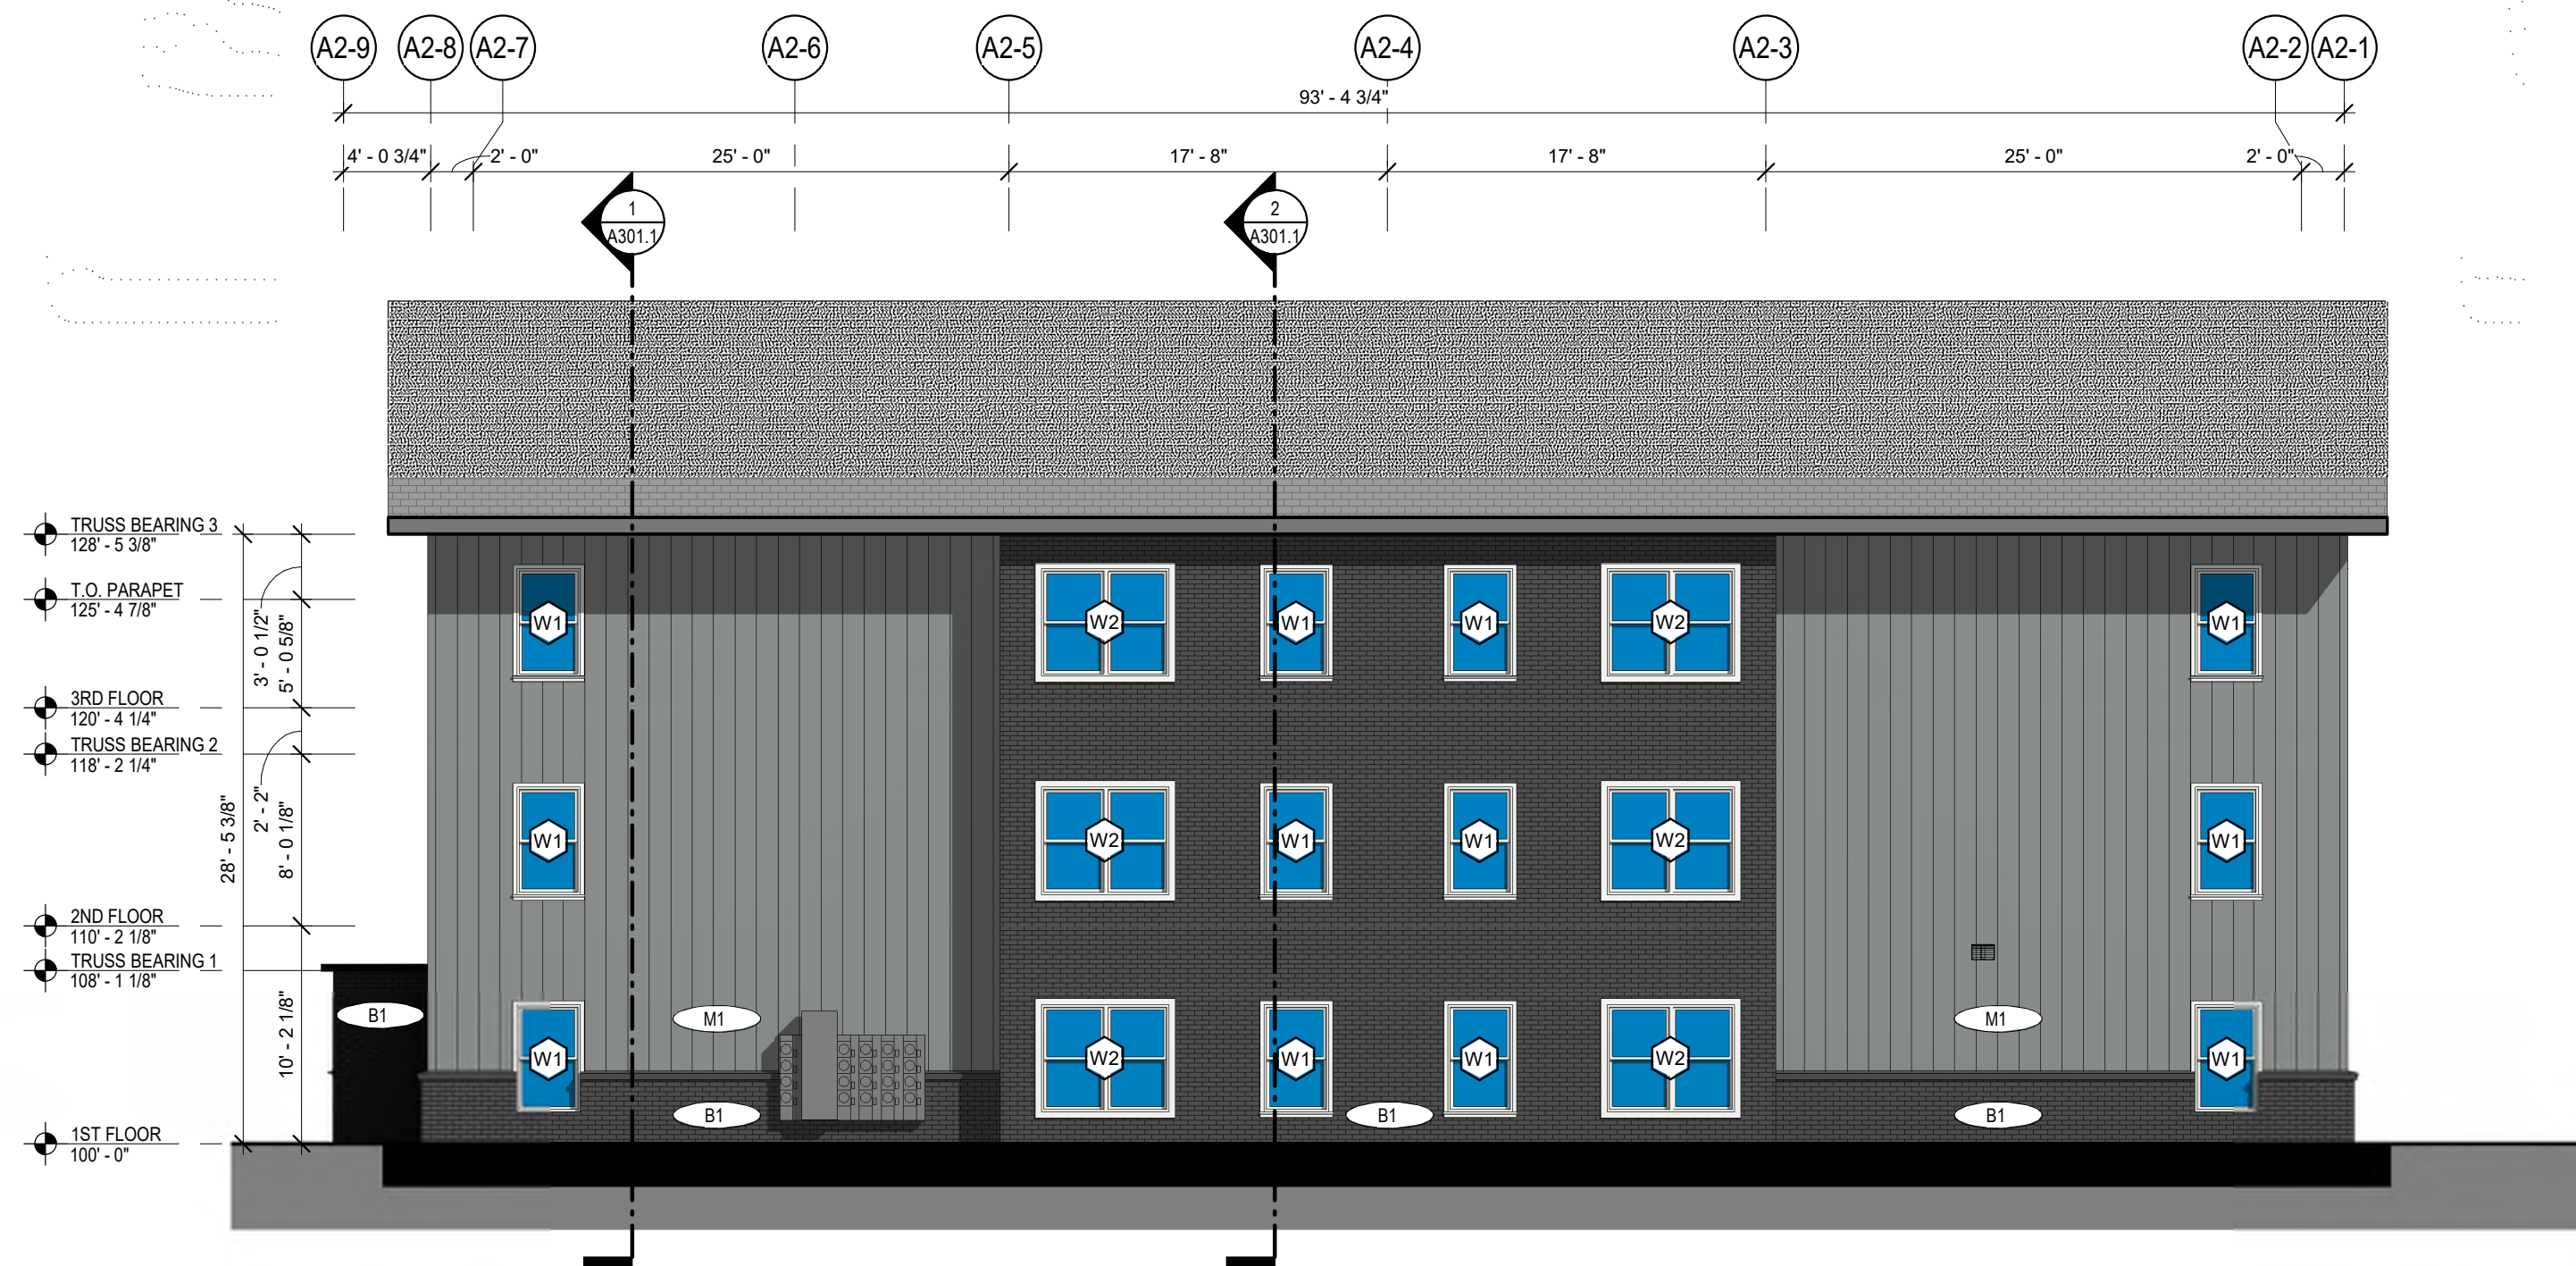 A2-9 A2-8 A2-7 A2-6 A2-5 A2-4 A2-3 A2-2 A2-1
93' - 4 3/4"
4' - 0 3/4" 2' - 0" 25' - 0" 17' - 8" 17' - 8" 25' - 0" 2' - 0"
1 2
A301.1 A301.1
TRUSS BEARING 3
128' - 5 3/8"
T.O. PARAPET
125' - 4 7/8"
3RD FLOOR
120' - 4 1/4"
TRUSS BEARING 2
118' - 2 1/4"
2ND FLOOR
110' - 2 1/8"
TRUSS BEARING 1
108' - 1 1/8"
1ST FLOOR
100' - 0"
28' - 5 3/8"
3' - 0 1/2"
5' - 0 5/8"
2' - 2"
8' - 0 1/8"
10' - 2 1/8"
W1 W2 W1 W1 W2 W1
W1 W2 W1 W1 W2 W1
B1 M1 M1
W1 W2 W1 W1 W2 W1
B1 B1 B1